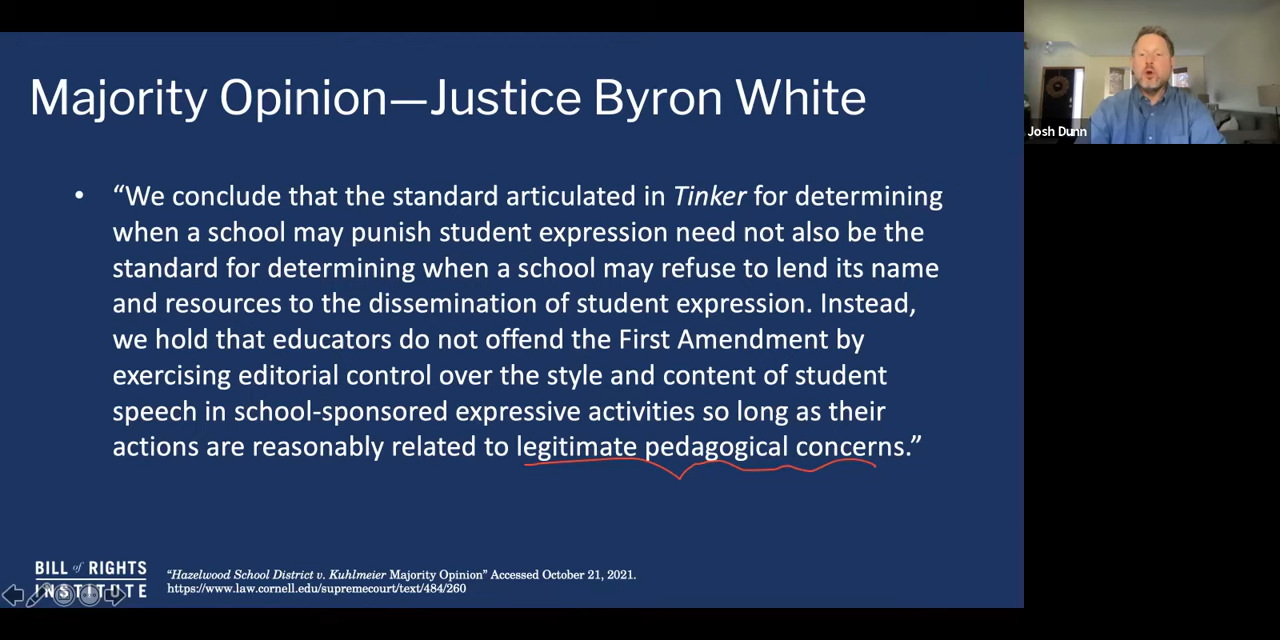 Majority Opinion—Justice Byron White
Josh Dunn
• “We conclude that the standard articulated in Tinker for determining
when a school may punish student expression need not also be the
standard for determining when a school may refuse to lend its name
and resources to the dissemination of student expression. Instead,
we hold that educators do not offend the First Amendment by
exercising editorial control over the style and content of student
speech in school-sponsored expressive activities so long as their
actions are reasonably related to legitimate pedagogical concerns.”
BILL of RIGHTS
INSTITUTE
“Hazelwood School District v. Kuhlmeier Majority Opinion” Accessed October 21, 2021.
https://www.law.cornell.edu/supremecourt/text/484/260